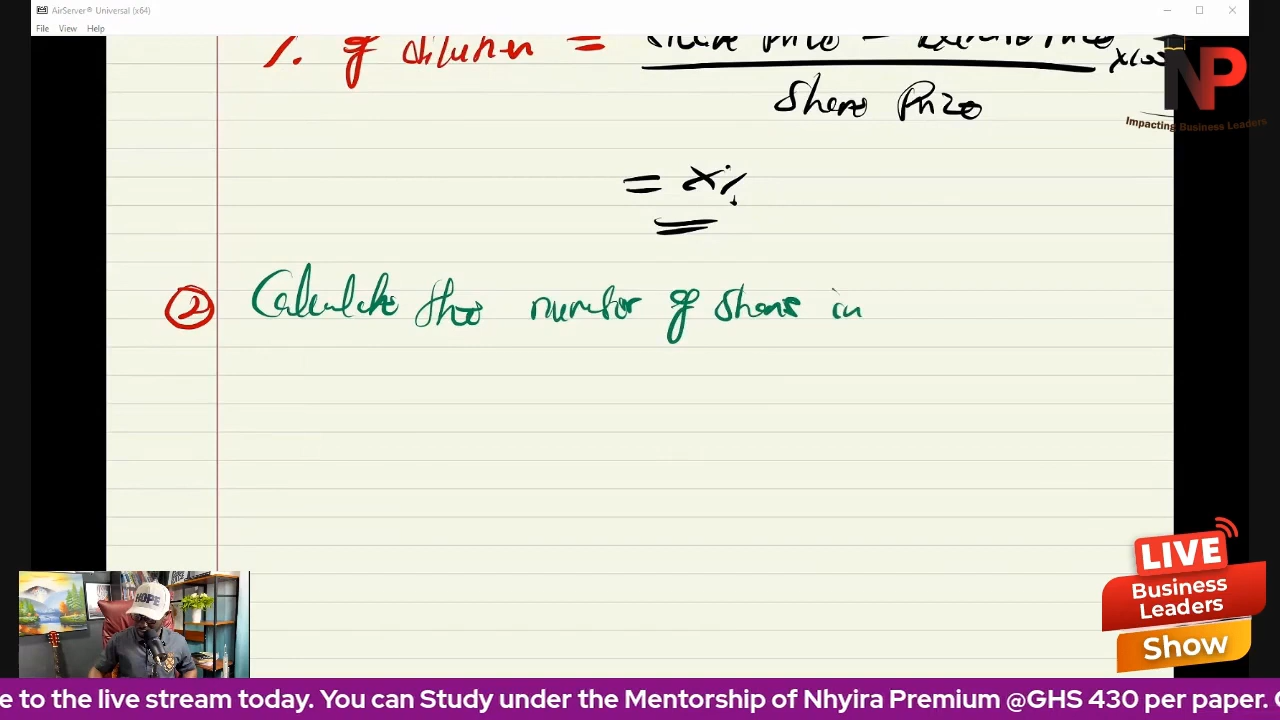 AirServer® Universal (x64)
File View Help
% of dilution = Share Price - Price x100
Share Price
NP
Impacting Business Leaders
= x%
② Calculate the number of shares in
HOPE
LIVE
Business
Leaders
Show
e to the live stream today. You can Study under the Mentorship of Nhyira Premium @GHS 430 per paper.